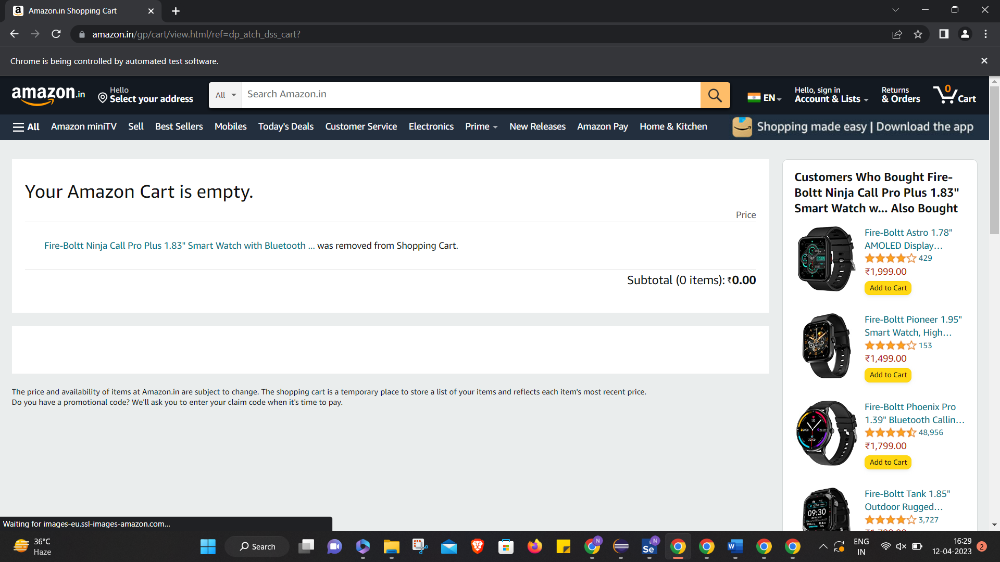 Amazon.in Shopping Cart
amazon.in/gp/cart/view.html/ref=dp_atch_dss_cart?
Chrome is being controlled by automated test software.
amazon.in
Hello
Select your address
All
Search Amazon.in
EN
Hello, sign in
Account & Lists
Returns
& Orders
0
Cart
All
Amazon miniTV
Sell
Best Sellers
Mobiles
Today's Deals
Customer Service
Electronics
Prime
New Releases
Amazon Pay
Home & Kitchen
Shopping made easy | Download the app
Your Amazon Cart is empty.
Price
Fire-Boltt Ninja Call Pro Plus 1.83" Smart Watch with Bluetooth ... was removed from Shopping Cart.
Subtotal (0 items): ₹0.00
The price and availability of items at Amazon.in are subject to change. The shopping cart is a temporary place to store a list of your items and reflects each item's most recent price.
Do you have a promotional code? We'll ask you to enter your claim code when it's time to pay.
Customers Who Bought Fire-
Boltt Ninja Call Pro Plus 1.83"
Smart Watch w... Also Bought
Fire-Boltt Astro 1.78"
AMOLED Display…
429
₹1,999.00
Add to Cart
Fire-Boltt Pioneer 1.95"
Smart Watch, High…
153
₹1,499.00
Add to Cart
Fire-Boltt Phoenix Pro
1.39" Bluetooth Callin…
48,956
₹1,799.00
Add to Cart
09:30
Fire-Boltt Tank 1.85"
Outdoor Rugged…
3,727
Waiting for images-eu.ssl-images-amazon.com...
36°C
Haze
Search
N
Se
N
W
ENG
IN
16:29
12-04-2023
2